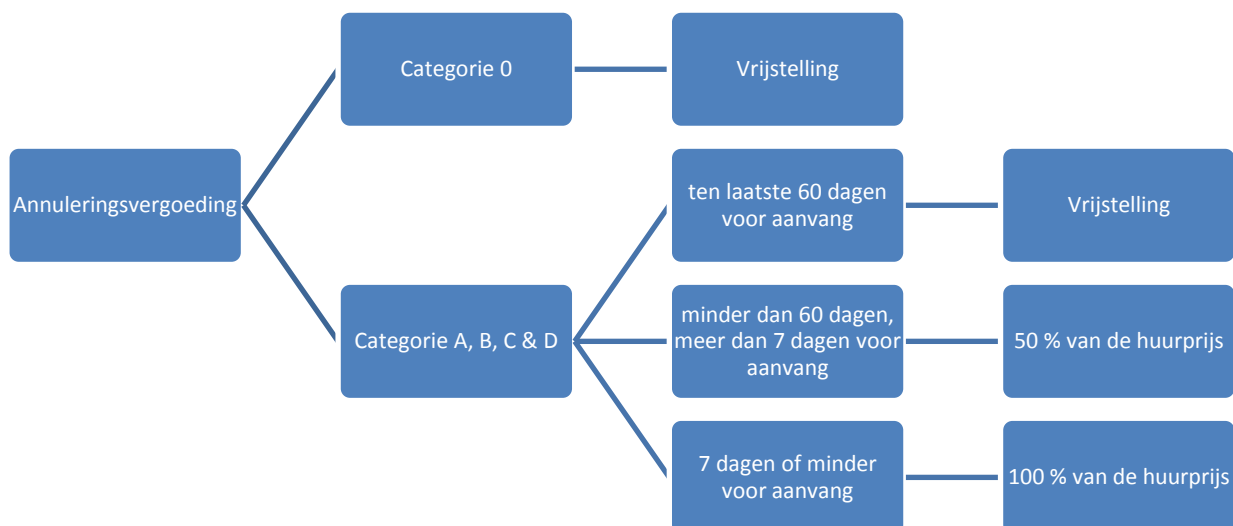 Categorie 0
Vrijstelling
Annuleringsvergoeding
ten laatste 60 dagen
voor aanvang
Vrijstelling
Categorie A, B, C & D
minder dan 60 dagen,
meer dan 7 dagen voor
aanvang
50 % van de huurprijs
7 dagen of minder
voor aanvang
100 % van de huurprijs